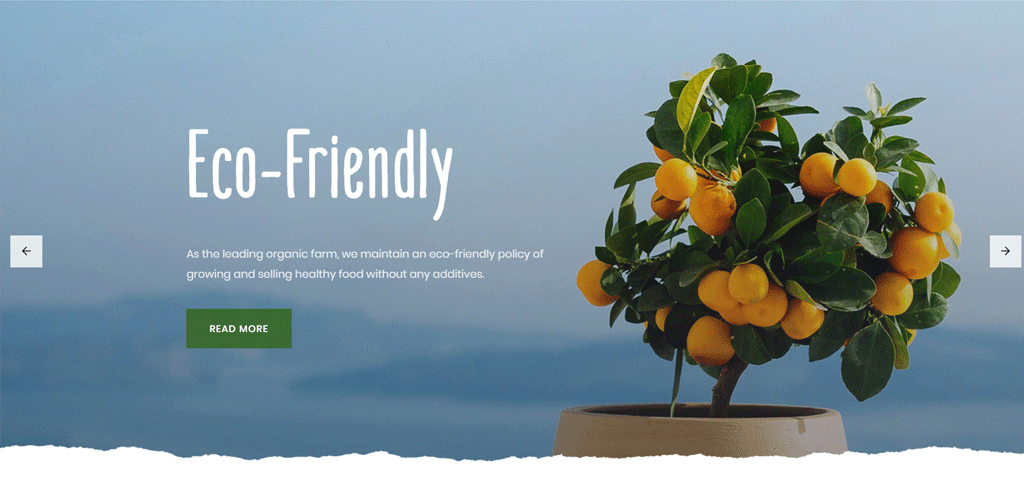 Eco-Friendly
As the leading organic farm, we maintain an eco-friendly policy of
growing and selling healthy food without any additives.
READ MORE